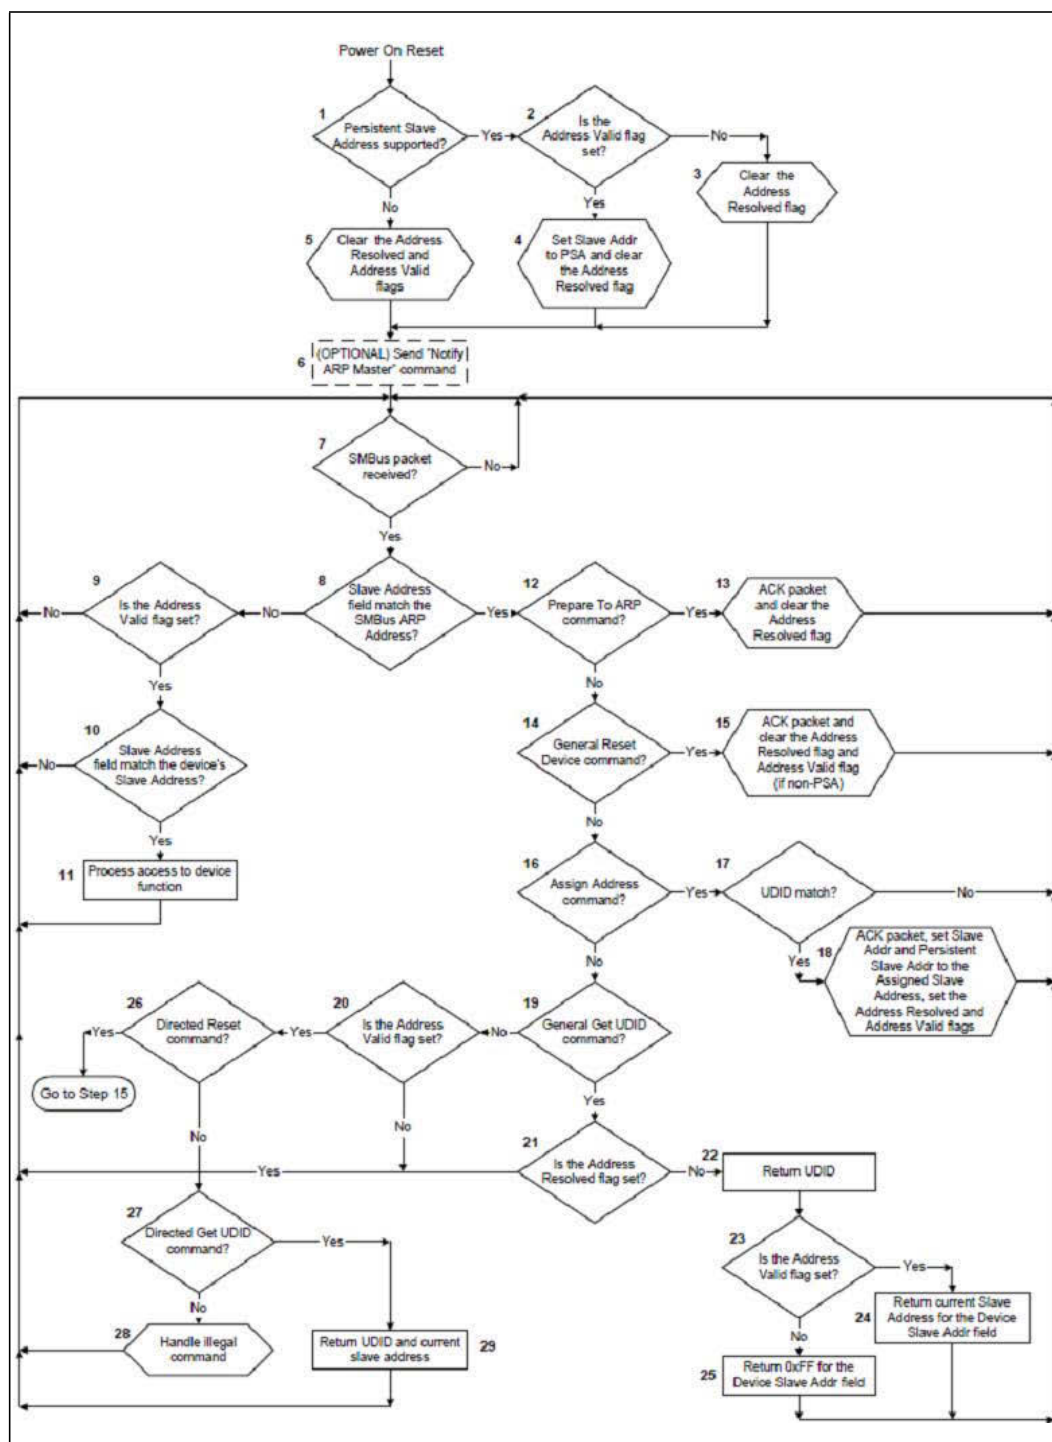 Power On Reset
1
Persistent Slave
Address supported?
Yes
No
2
Is the
Address Valid flag
set?
No
Yes
3
Clear the
Address
Resolved flag
5
Clear the Address
Resolved and
Address Valid
flags
4
Set Slave Addr
to PSA and clear
the Address
Resolved flag
6
(OPTIONAL) Send "Notify
ARP Master" command
7
SMBus packet
received?
No
Yes
8
Slave Address
field match the
SMBus ARP
Address?
No
Yes
9
Is the Address
Valid flag set?
No
Yes
10
Slave Address
field match the device's
Slave Address?
No
Yes
11
Process access to device
function
12
Prepare To ARP
command?
Yes
No
13
ACK packet
and clear the
Address
Resolved flag
14
General Reset
Device command?
Yes
No
15
ACK packet and
clear the Address
Resolved flag and
Address Valid flag
(if non-PSA)
16
Assign Address
command?
Yes
No
17
UDID match?
No
Yes
18
ACK packet, set Slave
Addr and Persistent
Slave Addr to the
Assigned Slave
Address, set the
Address Resolved and
Address Valid flags
19
General Get UDID
command?
No
Yes
20
Is the Address
Valid flag set?
Yes
No
26
Directed Reset
command?
Yes
No
Go to Step 15
21
Is the Address
Resolved flag set?
Yes
No
22
Return UDID
23
Is the Address
Valid flag set?
Yes
No
24
Return current Slave
Address for the Device
Slave Addr field
25
Return 0xFF for the
Device Slave Addr field
27
Directed Get UDID
command?
Yes
No
28
Handle illegal
command
29
Return UDID and current
slave address